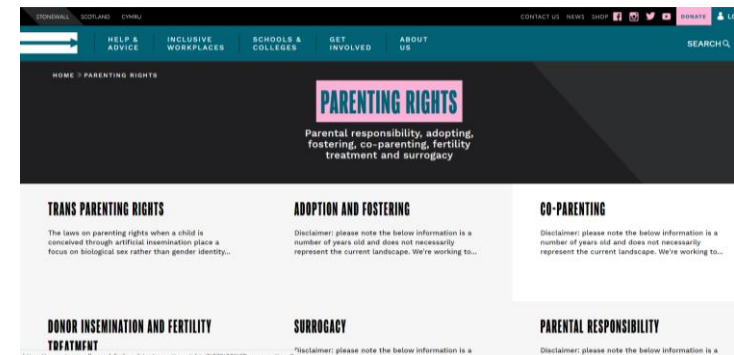 STONEWALL SCOTLAND CYMRU
CONTACT US NEWS SHOP DONATE
HELP & ADVICE
INCLUSIVE WORKPLACES
SCHOOLS & COLLEGES
GET INVOLVED
ABOUT US
SEARCH
HOME > PARENTING RIGHTS
PARENTING RIGHTS
Parental responsibility, adopting,
fostering, co-parenting, fertility
treatment and surrogacy
TRANS PARENTING RIGHTS
The laws on parenting rights when a child is
conceived through artificial insemination place a
focus on biological sex rather than gender identity...
ADOPTION AND FOSTERING
Disclaimer: please note the below information is a
number of years old and does not necessarily
represent the current landscape. We're working to...
CO-PARENTING
Disclaimer: please note the below information is a
number of years old and does not necessarily
represent the current landscape. We're working to...
DONOR INSEMINATION AND FERTILITY
TREATMENT
SURROGACY
Disclaimer: please note the below information is a
PARENTAL RESPONSIBILITY
Disclaimer: please note the below information is a